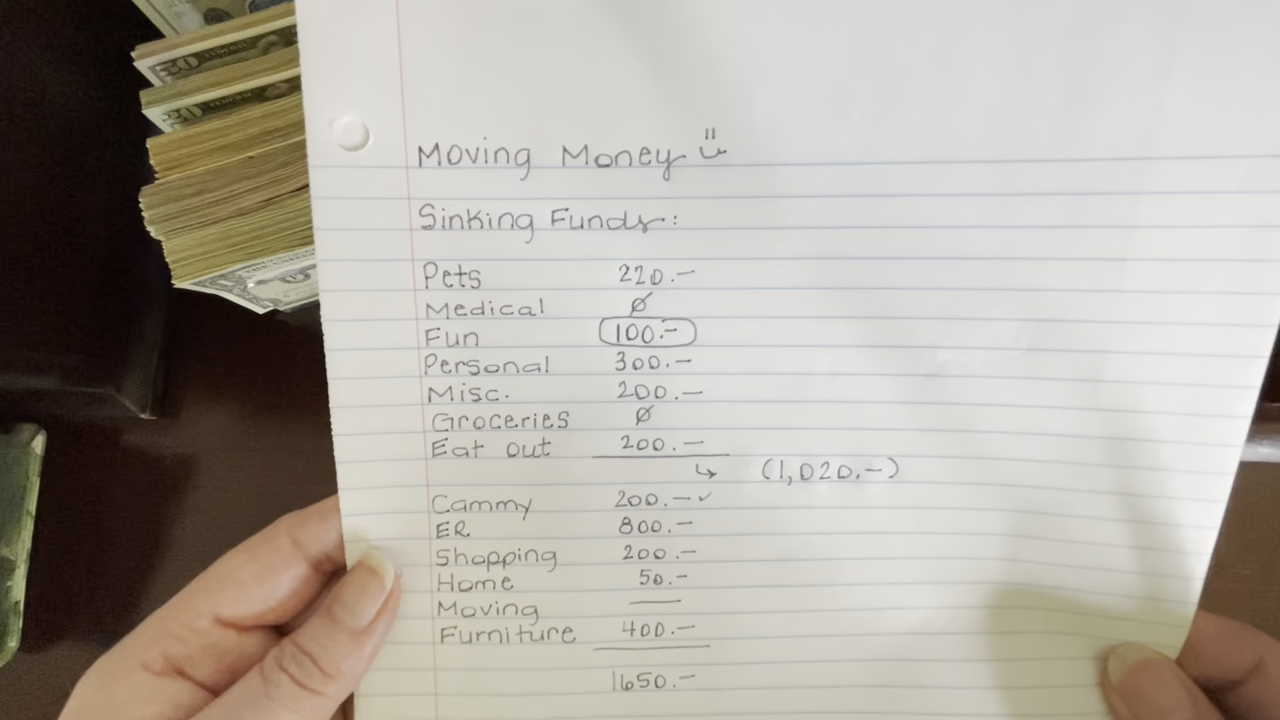 Moving Money
Sinking Funds:
Pets 220.-
Medical Ø
Fun 100.-
Personal 300.-
Misc. 200.-
Groceries Ø
Eat out 200.-
↳ (1,020.-)
Cammy 200.- ✓
ER 800.-
Shopping 200.-
Home 50.-
Moving —
Furniture 400.-
1650.-